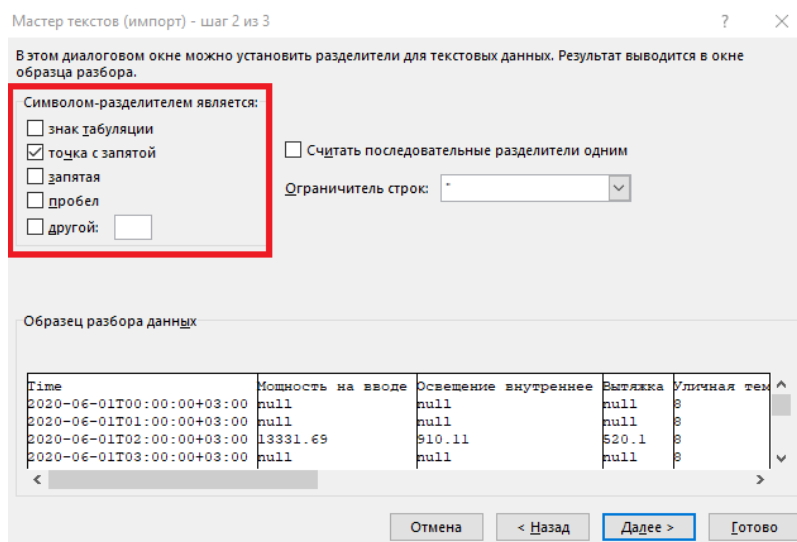 Мастер текстов (импорт) - шаг 2 из 3 ?
В этом диалоговом окне можно установить разделители для текстовых данных. Результат выводится в окне
образца разбора.
Символом-разделителем является:
знак табуляции
точка с запятой
запятая
пробел
другой:
Считать последовательные разделители одним
Ограничитель строк: "
Образец разбора данных
Time Мощность на вводе Освещение внутреннее Вытяжка Уличная тем
2020-06-01T00:00:00+03:00 null null null 8
2020-06-01T01:00:00+03:00 null null null 8
2020-06-01T02:00:00+03:00 13331.69 910.11 520.1 8
2020-06-01T03:00:00+03:00 null null null 8
Отмена < Назад Далее > Готово